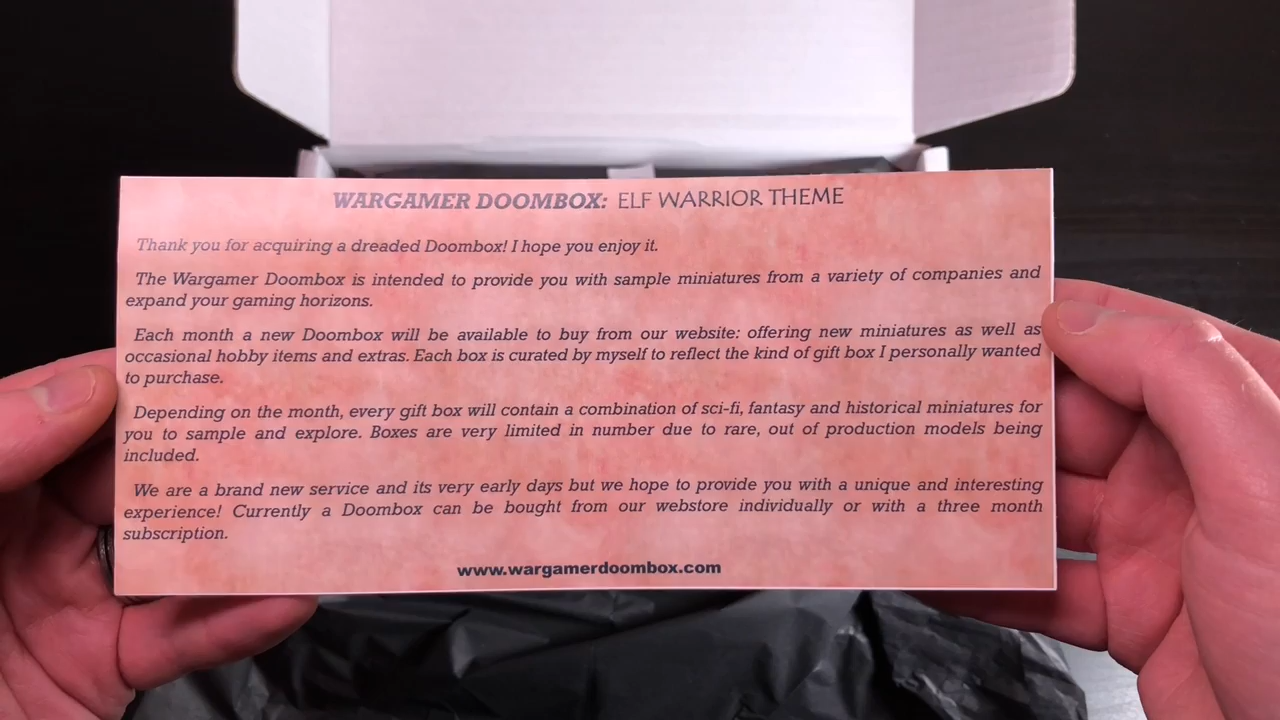 WARGAMER DOOMBOX: ELF WARRIOR THEME
Thank you for acquiring a dreaded Doombox! I hope you enjoy it.
The Wargamer Doombox is intended to provide you with sample miniatures from a variety of companies and
expand your gaming horizons.
Each month a new Doombox will be available to buy from our website: offering new miniatures as well as
occasional hobby items and extras. Each box is curated by myself to reflect the kind of gift box I personally wanted
to purchase.
Depending on the month, every gift box will contain a combination of sci-fi, fantasy and historical miniatures for
you to sample and explore. Boxes are very limited in number due to rare, out of production models being
included.
We are a brand new service and its very early days but we hope to provide you with a unique and interesting
experience! Currently a Doombox can be bought from our webstore individually or with a three month
subscription.
www.wargamerdoombox.com